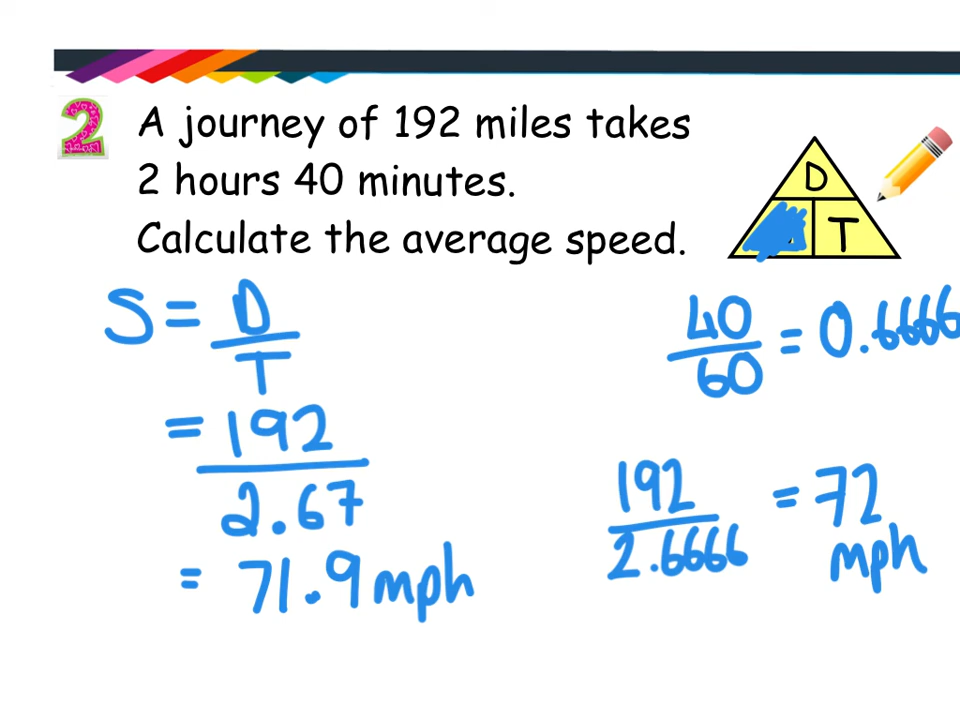 2
A journey of 192 miles takes
2 hours 40 minutes.
Calculate the average speed.
D
T
S = D
T
= 192
2.67
= 71.9 mph
40
60
= 0.6666
192
2.6666
= 72
mph